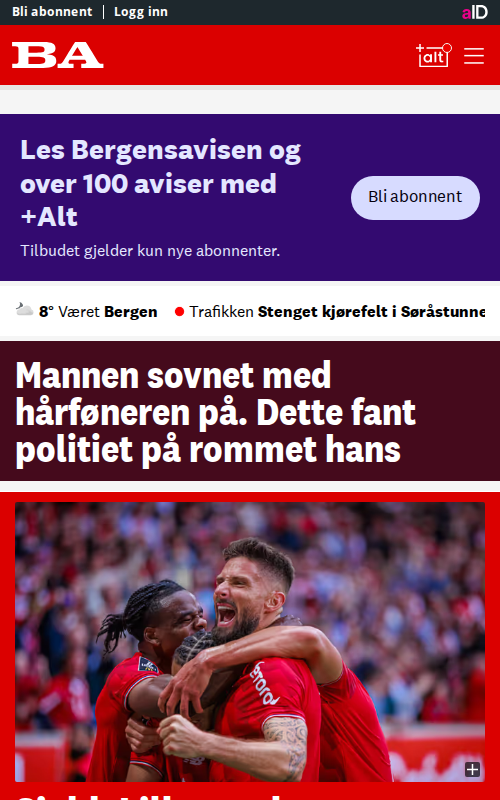 Bli abonnent | Logg inn
aID
BA
+alt
Les Bergensavisen og
over 100 aviser med
+Alt
Tilbudet gjelder kun nye abonnenter.
Bli abonnent
8° Været Bergen
Trafikken Stenget kjørefelt i Søråstunne
Mannen sovnet med
hårføneren på. Dette fant
politiet på rommet hans